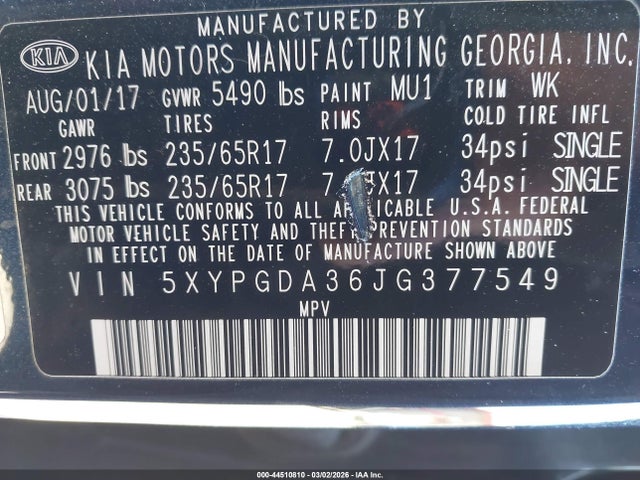 MANUFACTURED BY
KIA KIA MOTORS MANUFACTURING GEORGIA, INC.
AUG/01/17 GVWR 5490 lbs PAINT MU1 TRIM WK
GAWR TIRES RIMS COLD TIRE INFL
FRONT 2976 lbs 235/65R17 7.0JX17 34psi SINGLE
REAR 3075 lbs 235/65R17 34psi SINGLE
THIS VEHICLE CONFORMS TO ALL APPLICABLE U.S.A. FEDERAL
MOTOR VEHICLE SAFETY AND THEFT PREVENTION STANDARDS
IN EFFECT ON THE DATE OF MANUFACTURE SHOWN ABOVE
VIN 5XYPGDA36JG377549
MPV
000-44510810 - 03/02/2026 - IAA Inc.